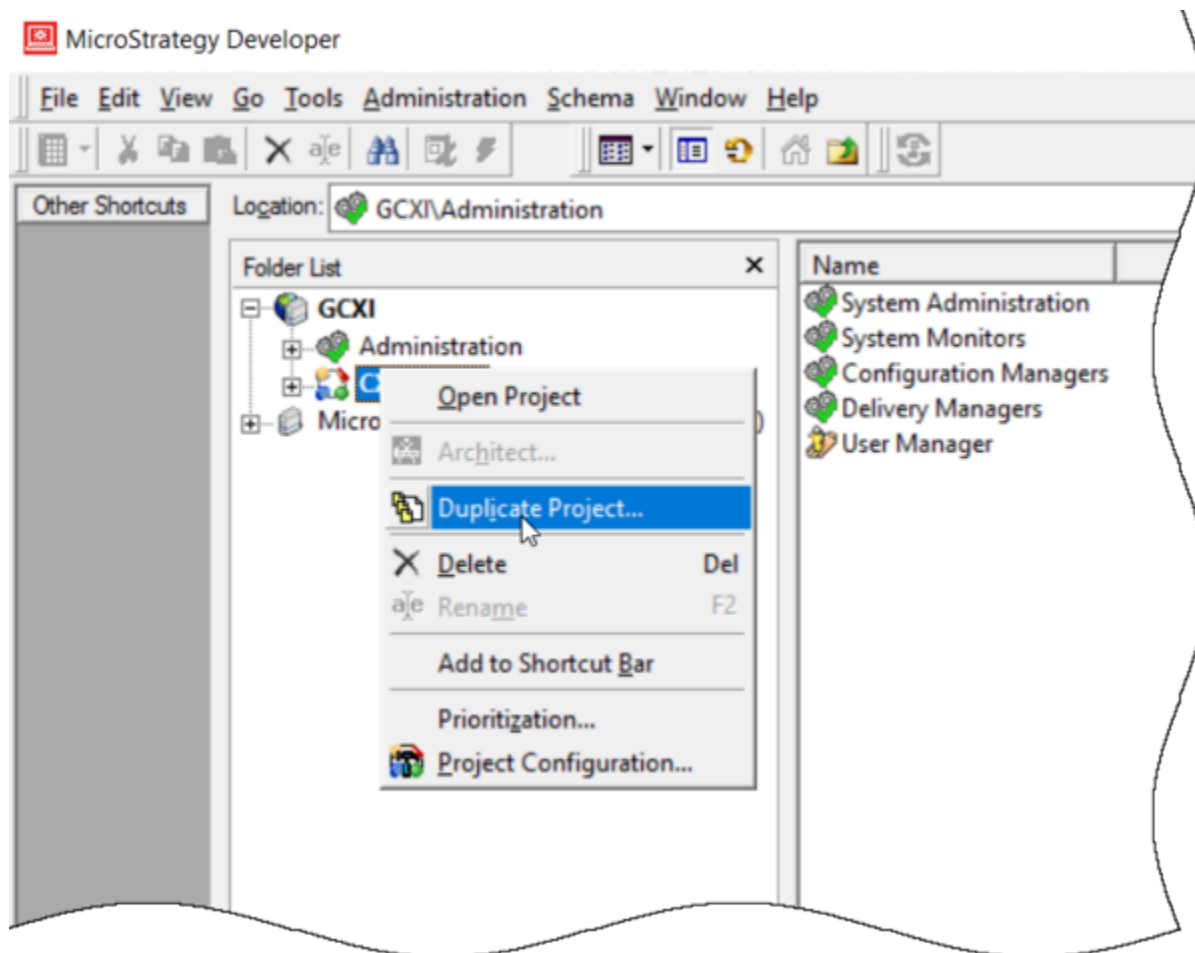 MicroStrategy Developer
File Edit View Go Tools Administration Schema Window Help
Other Shortcuts
Location: GCXI\Administration
Folder List
GCXI
Administration
Name
System Administration
System Monitors
Configuration Managers
Delivery Managers
User Manager
Open Project
Architect...
Duplicate Project...
Delete Del
Rename F2
Add to Shortcut Bar
Prioritization...
Project Configuration...